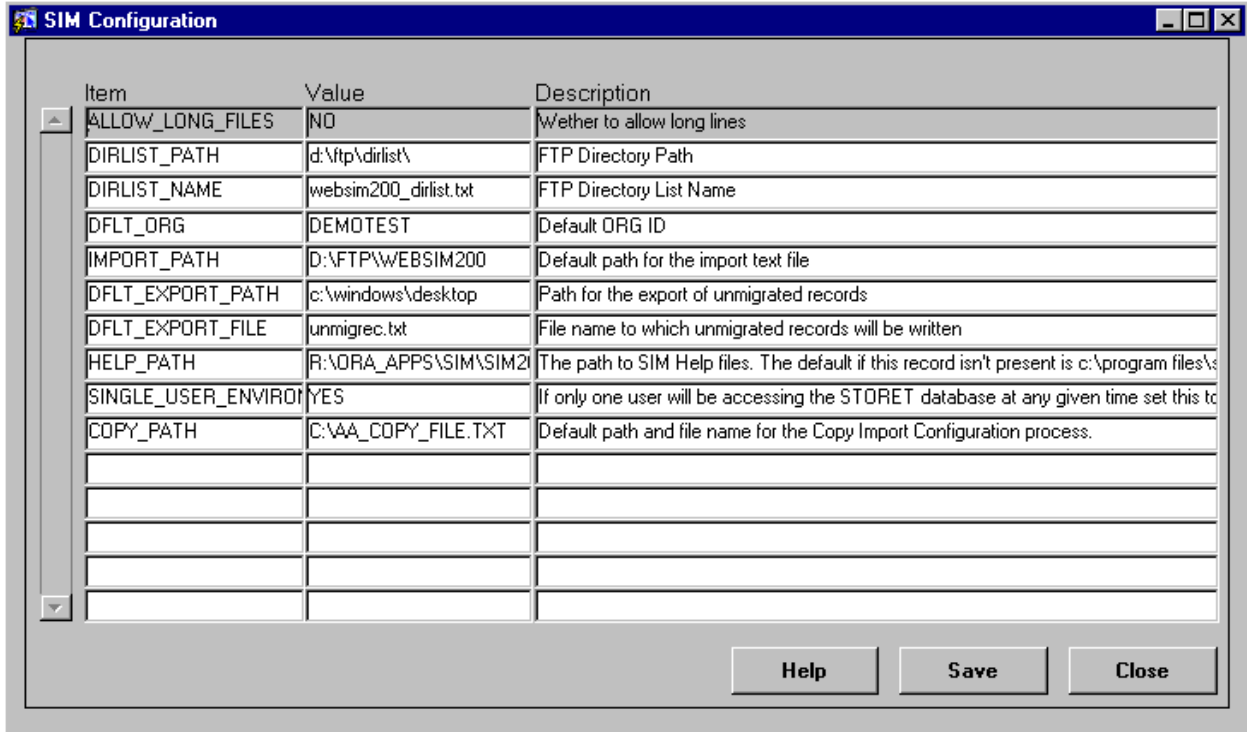 SIM Configuration
Item Value Description
ALLOW_LONG_FILES NO Wether to allow long lines
DIRLIST_PATH d:\ftp\dirlist\ FTP Directory Path
DIRLIST_NAME websim200_dirlist.txt FTP Directory List Name
DFLT_ORG DEMOTEST Default ORG ID
IMPORT_PATH D:\FTP\WEBSIM200 Default path for the import text file
DFLT_EXPORT_PATH c:\windows\desktop Path for the export of unmigrated records
DFLT_EXPORT_FILE unmigrec.txt File name to which unmigrated records will be written
HELP_PATH R:\ORA_APPS\SIM\SIM2 The path to SIM Help files. The default if this record isn't present is c:\program files\s
SINGLE_USER_ENVIRON YES If only one user will be accessing the STORET database at any given time set this to
COPY_PATH C:\AA_COPY_FILE.TXT Default path and file name for the Copy Import Configuration process.
Help Save Close